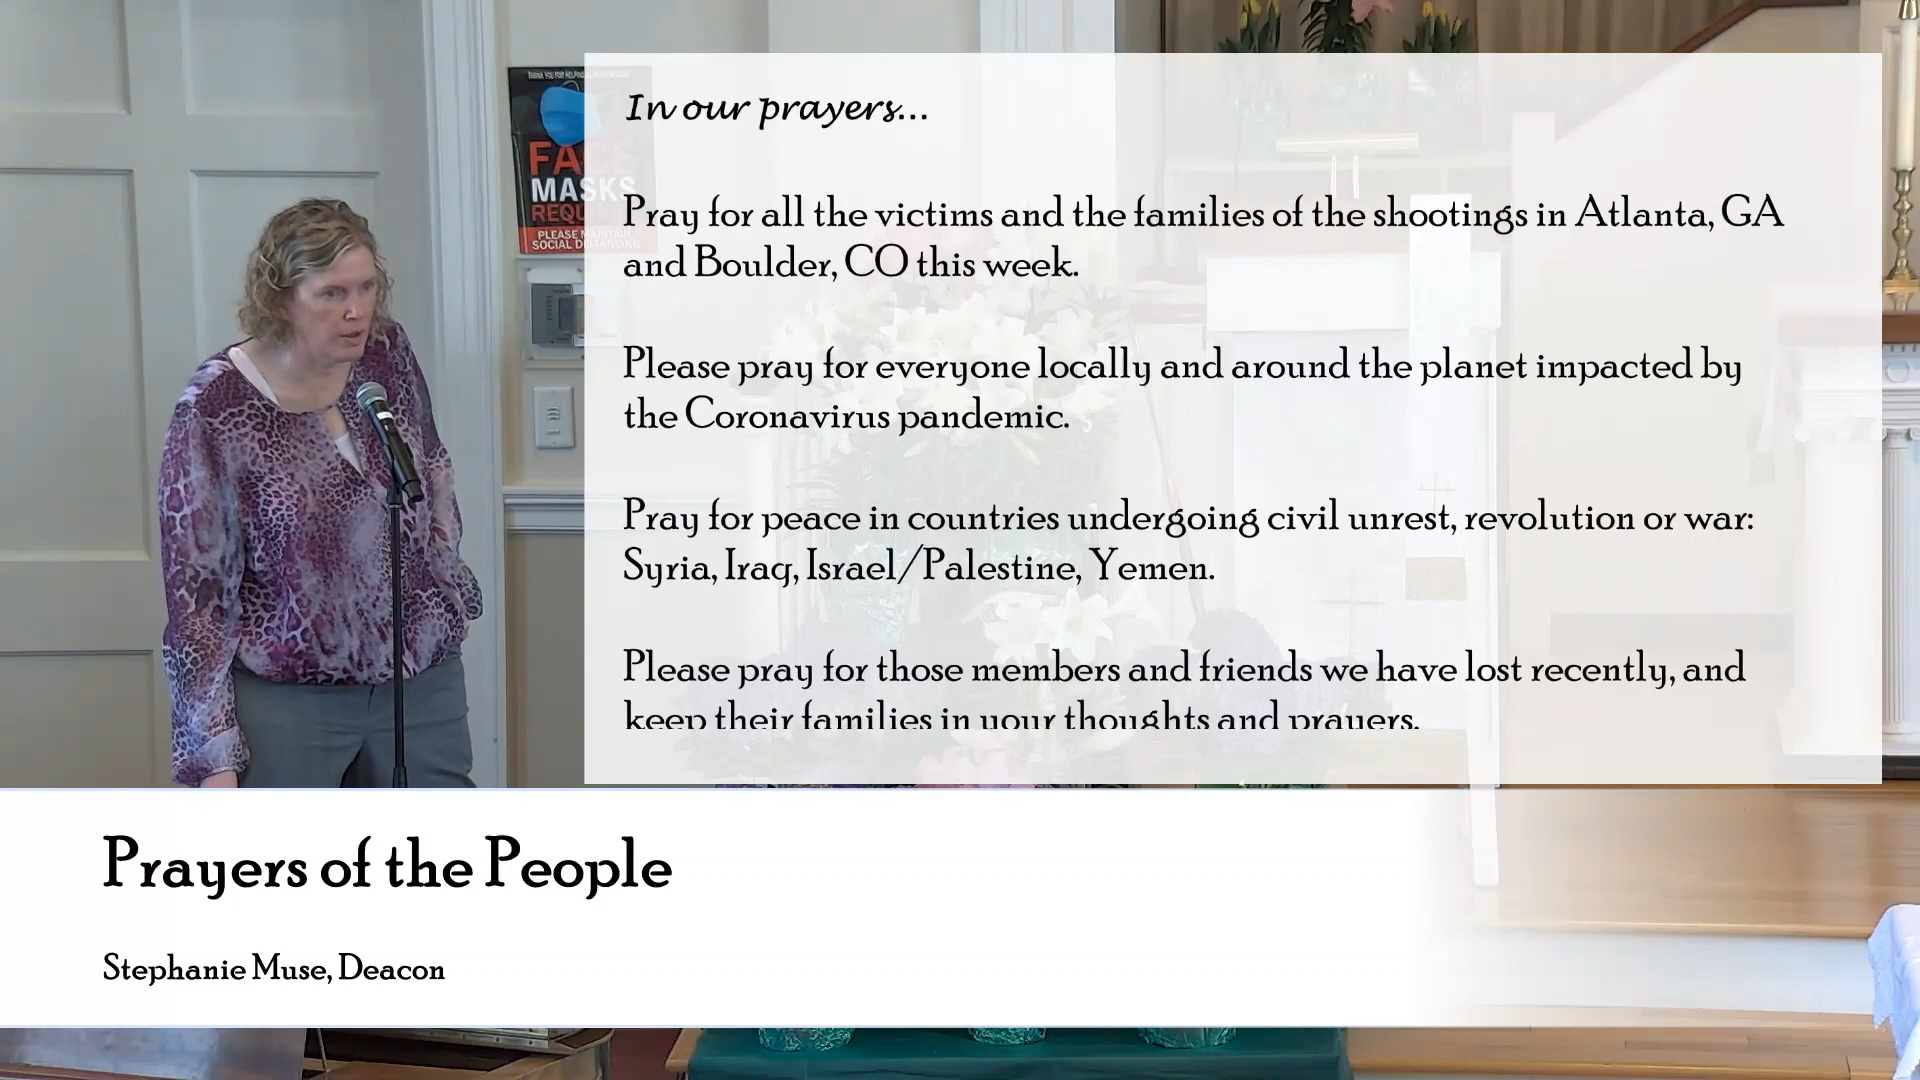 FACE
MASKS
PLEASE
SOCIAL
In our prayers...
Pray for all the victims and the families of the shootings in Atlanta, GA
and Boulder, CO this week.
Please pray for everyone locally and around the planet impacted by
the Coronavirus pandemic.
Pray for peace in countries undergoing civil unrest, revolution or war:
Syria, Iraq, Israel/Palestine, Yemen.
Please pray for those members and friends we have lost recently, and
keep their families in your thoughts and prayers.
Prayers of the People
Stephanie Muse, Deacon